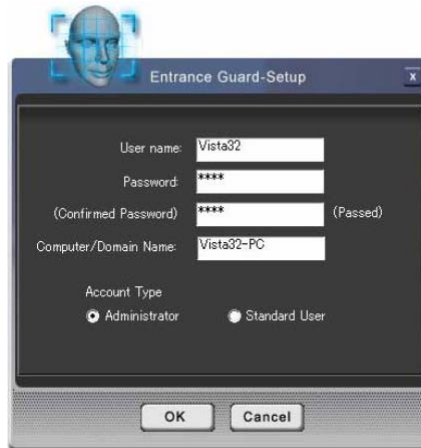 Entrance Guard-Setup
x
User name: Vista32
Password: ****
(Confirmed Password) **** (Passed)
Computer/Domain Name: Vista32-PC
Account Type
Administrator Standard User
OK Cancel